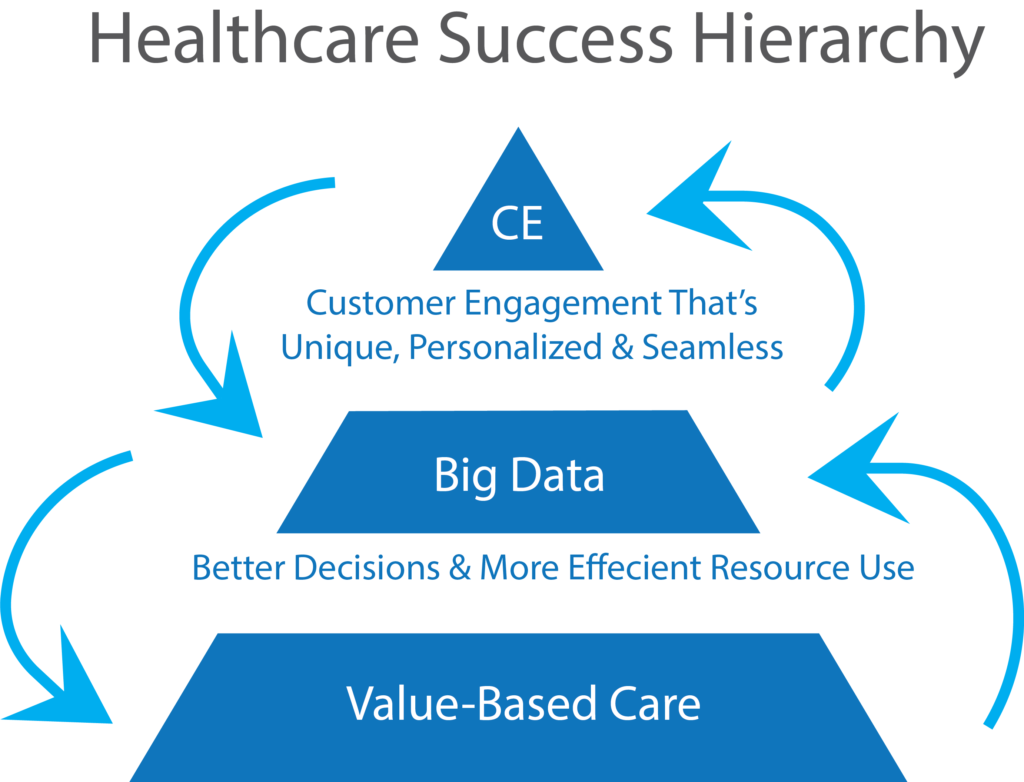 Healthcare Success Hierarchy
CE
Customer Engagement That’s
Unique, Personalized & Seamless
Big Data
Better Decisions & More Effecient Resource Use
Value-Based Care